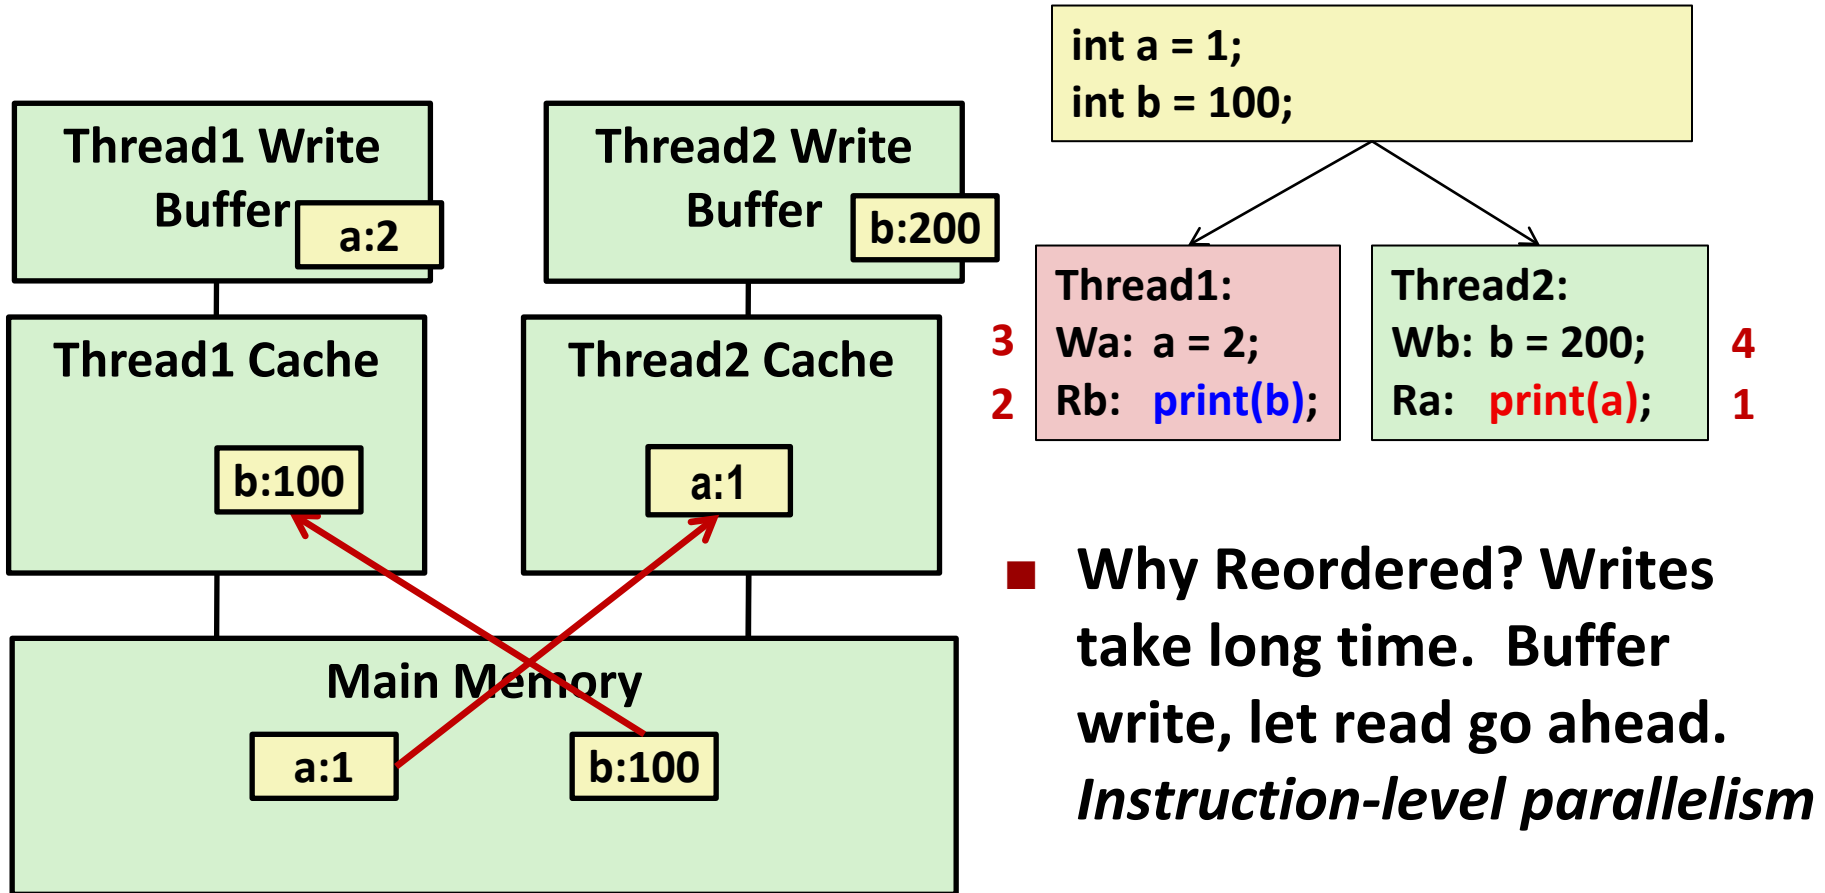 Thread1 Write
Buffer
a:2
Thread2 Write
Buffer
b:200
Thread1 Cache
b:100
Thread2 Cache
a:1
Main Memory
a:1
b:100
int a = 1;
int b = 100;
Thread1:
3 Wa: a = 2;
2 Rb: print(b);
Thread2:
Wb: b = 200; 4
Ra: print(a); 1
Why Reordered? Writes
take long time. Buffer
write, let read go ahead.
Instruction-level parallelism